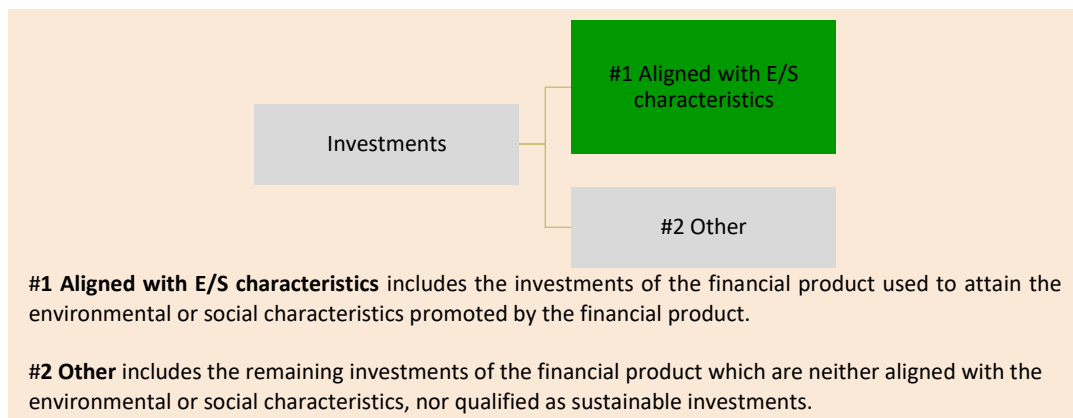 #1 Aligned with E/S
characteristics
Investments
#2 Other
#1 Aligned with E/S characteristics includes the investments of the financial product used to attain the
environmental or social characteristics promoted by the financial product.
#2 Other includes the remaining investments of the financial product which are neither aligned with the
environmental or social characteristics, nor qualified as sustainable investments.